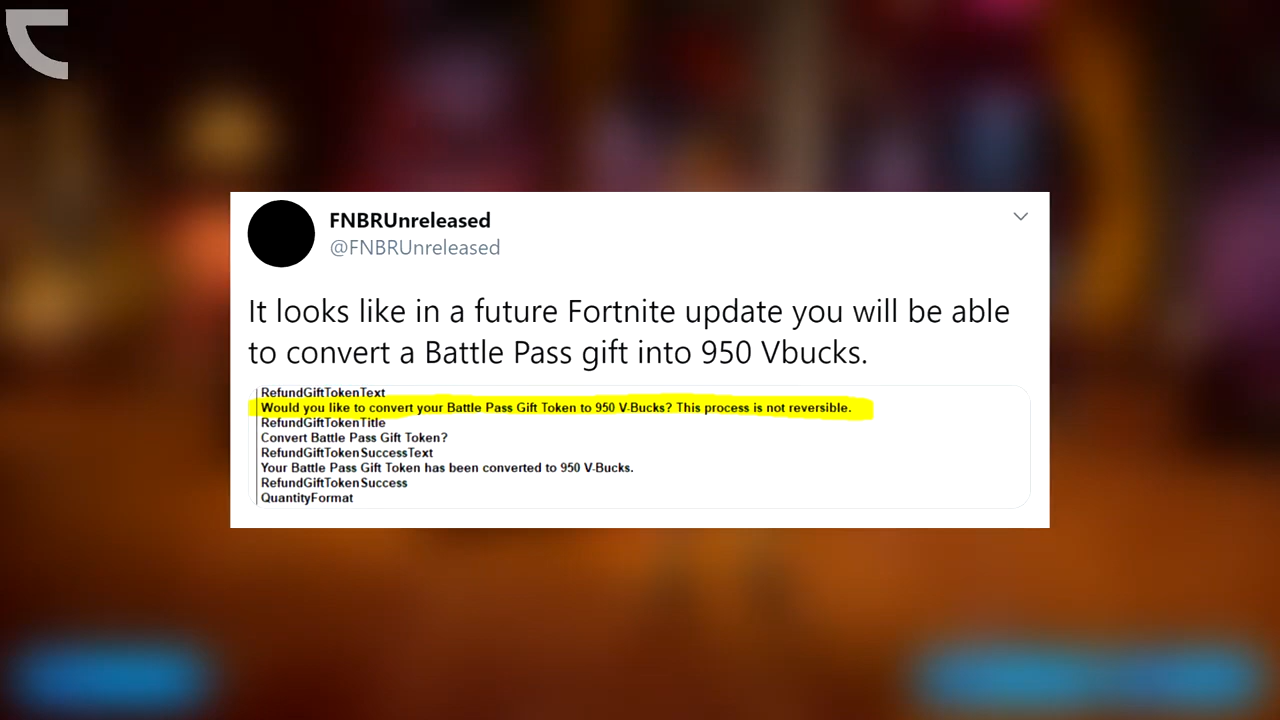 FNBRUnreleased
@FNBRUnreleased
It looks like in a future Fortnite update you will be able
to convert a Battle Pass gift into 950 Vbucks.
RefundGiftTokenText
Would you like to convert your Battle Pass Gift Token to 950 V-Bucks? This process is not reversible.
RefundGiftTokenTitle
Convert Battle Pass Gift Token?
RefundGiftTokenSuccessText
Your Battle Pass Gift Token has been converted to 950 V-Bucks.
RefundGiftTokenSuccess
QuantityFormat